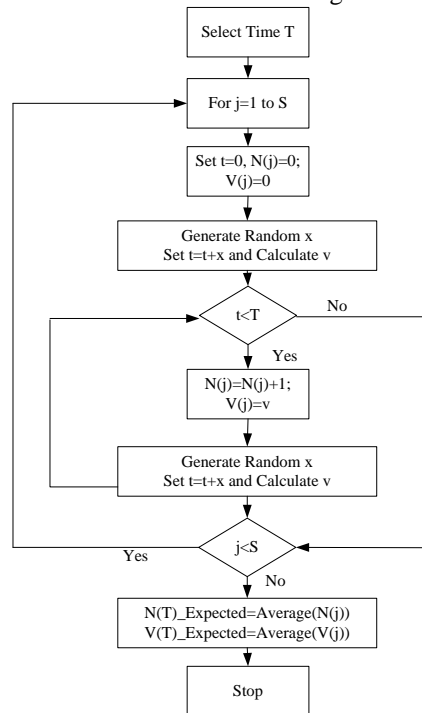 Select Time T
For j=1 to S
Set t=0, N(j)=0;
V(j)=0
Generate Random x
Set t=t+x and Calculate v
t<T
No
Yes
N(j)=N(j)+1;
V(j)=v
Generate Random x
Set t=t+x and Calculate v
j<S
Yes
No
N(T)_Expected=Average(N(j))
V(T)_Expected=Average(V(j))
Stop